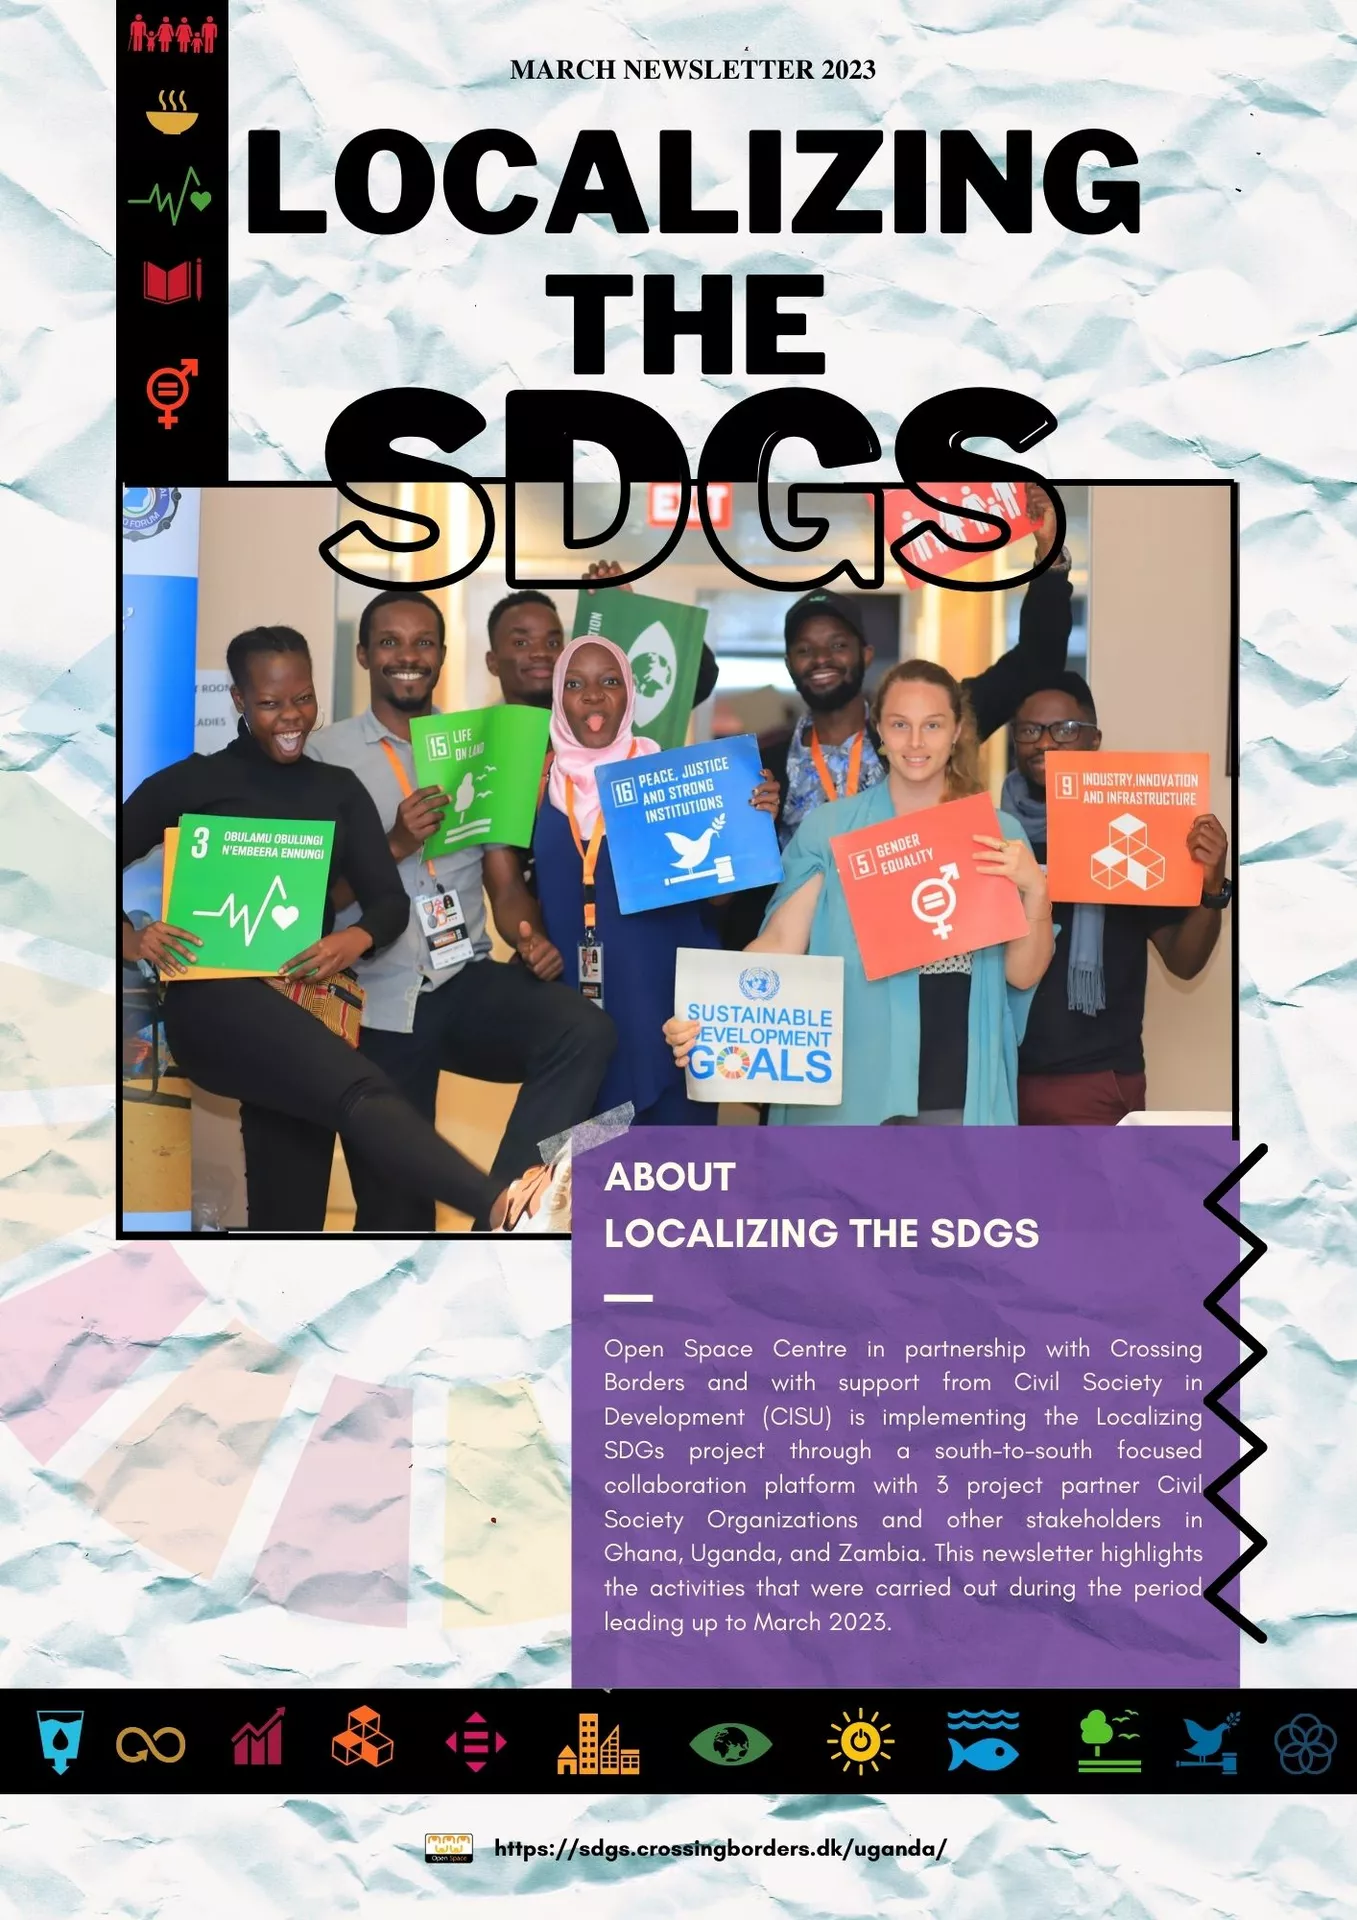 MARCH NEWSLETTER 2023
LOCALIZING
THE
SDGS
EXIT
FORUM
15 LIFE
ON LAND
16 PEACE, JUSTICE
AND STRONG
INSTITUTIONS
9 INDUSTRY, INNOVATION
AND INFRASTRUCTURE
3 OBULAMU OBULUNGI
N'EMBEERA ENNUNGI
5 GENDER
EQUALITY
SUSTAINABLE
DEVELOPMENT
GOALS
ABOUT
LOCALIZING THE SDGS
Open Space Centre in partnership with Crossing
Borders and with support from Civil Society in
Development (CISU) is implementing the Localizing
SDGs project through a south-to-south focused
collaboration platform with 3 project partner Civil
Society Organizations and other stakeholders in
Ghana, Uganda, and Zambia. This newsletter highlights
the activities that were carried out during the period
leading up to March 2023.
Open Space
https://sdgs.crossingborders.dk/uganda/